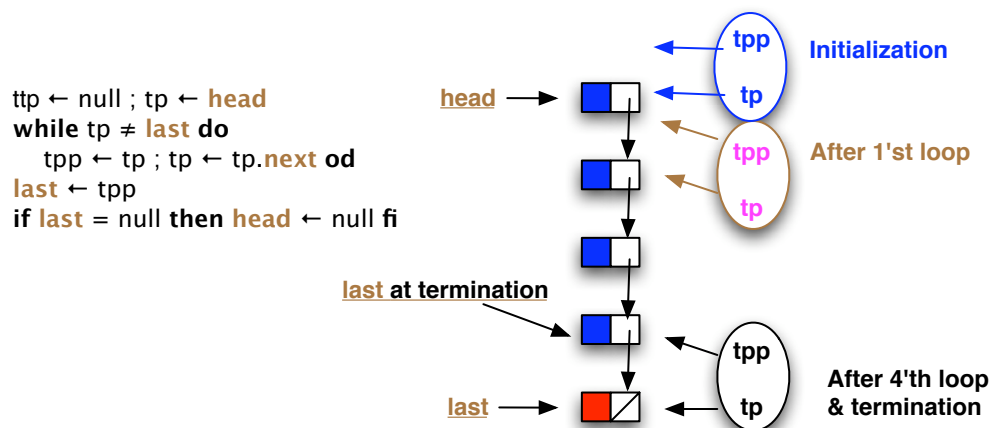 ttp ← null ; tp ← head
while tp ≠ last do
tpp ← tp ; tp ← tp.next od
last ← tpp
if last = null then head ← null fi
head
last at termination
last
tpp
tp
Initialization
tpp
tp
After 1'st loop
tpp
tp
After 4'th loop
& termination